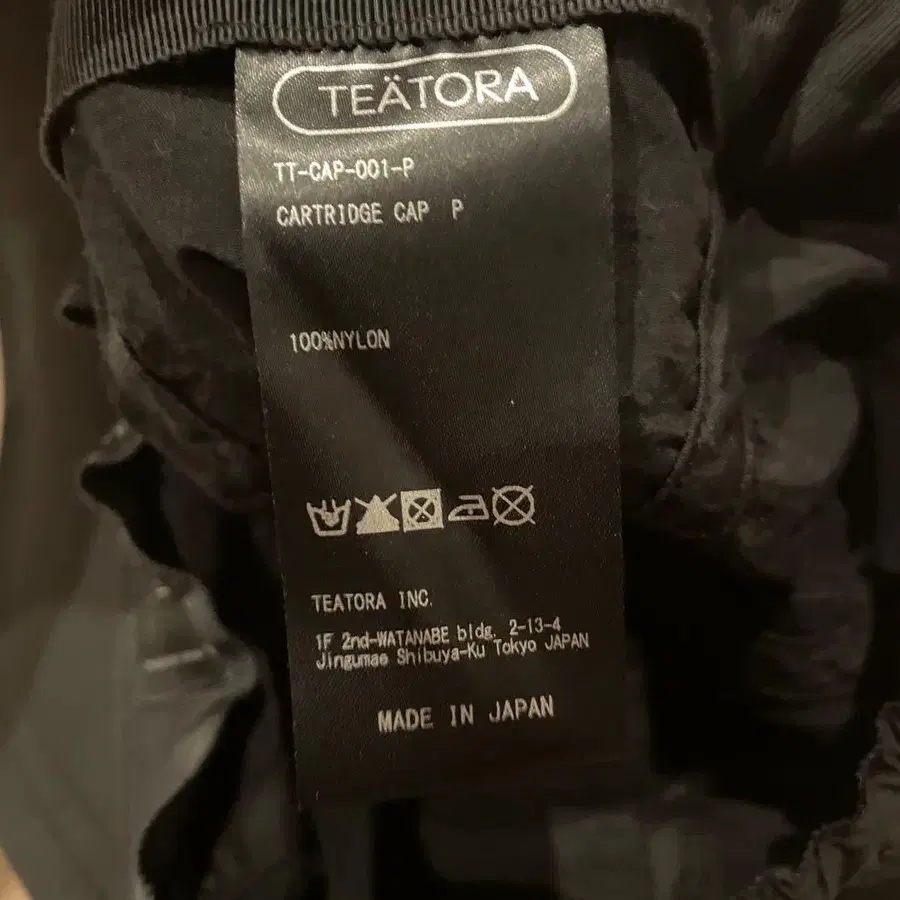 TEÄTORA
TT-CAP-001-P
CARTRIDGE CAP P
100%NYLON
TEATORA INC.
1F 2nd-WATANABE bldg. 2-13-4
Jingumae Shibuya-Ku Tokyo JAPAN
MADE IN JAPAN